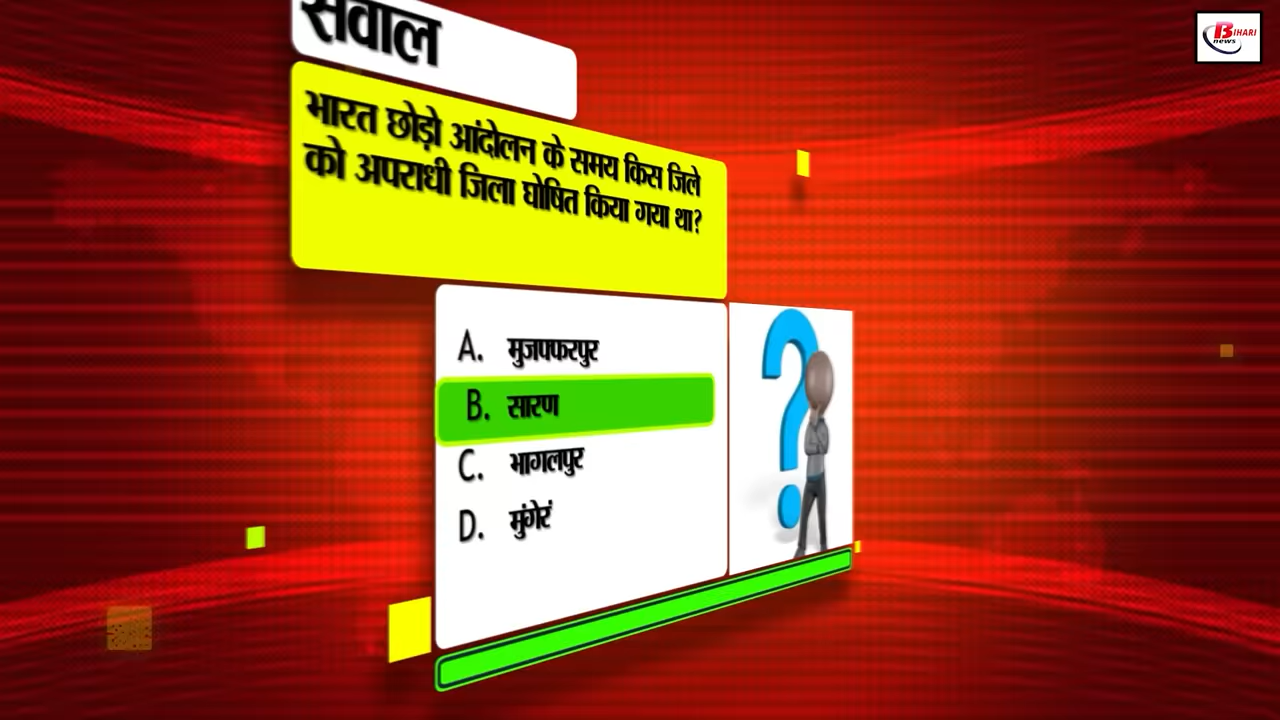 सवाल
BIHARI
news
भारत छोड़ो आंदोलन के समय किस जिले
को अपराधी जिला घोषित किया गया था?
A. मुजफ्फरपुर
B. सारण
C. भागलपुर
D. मुंगेरं